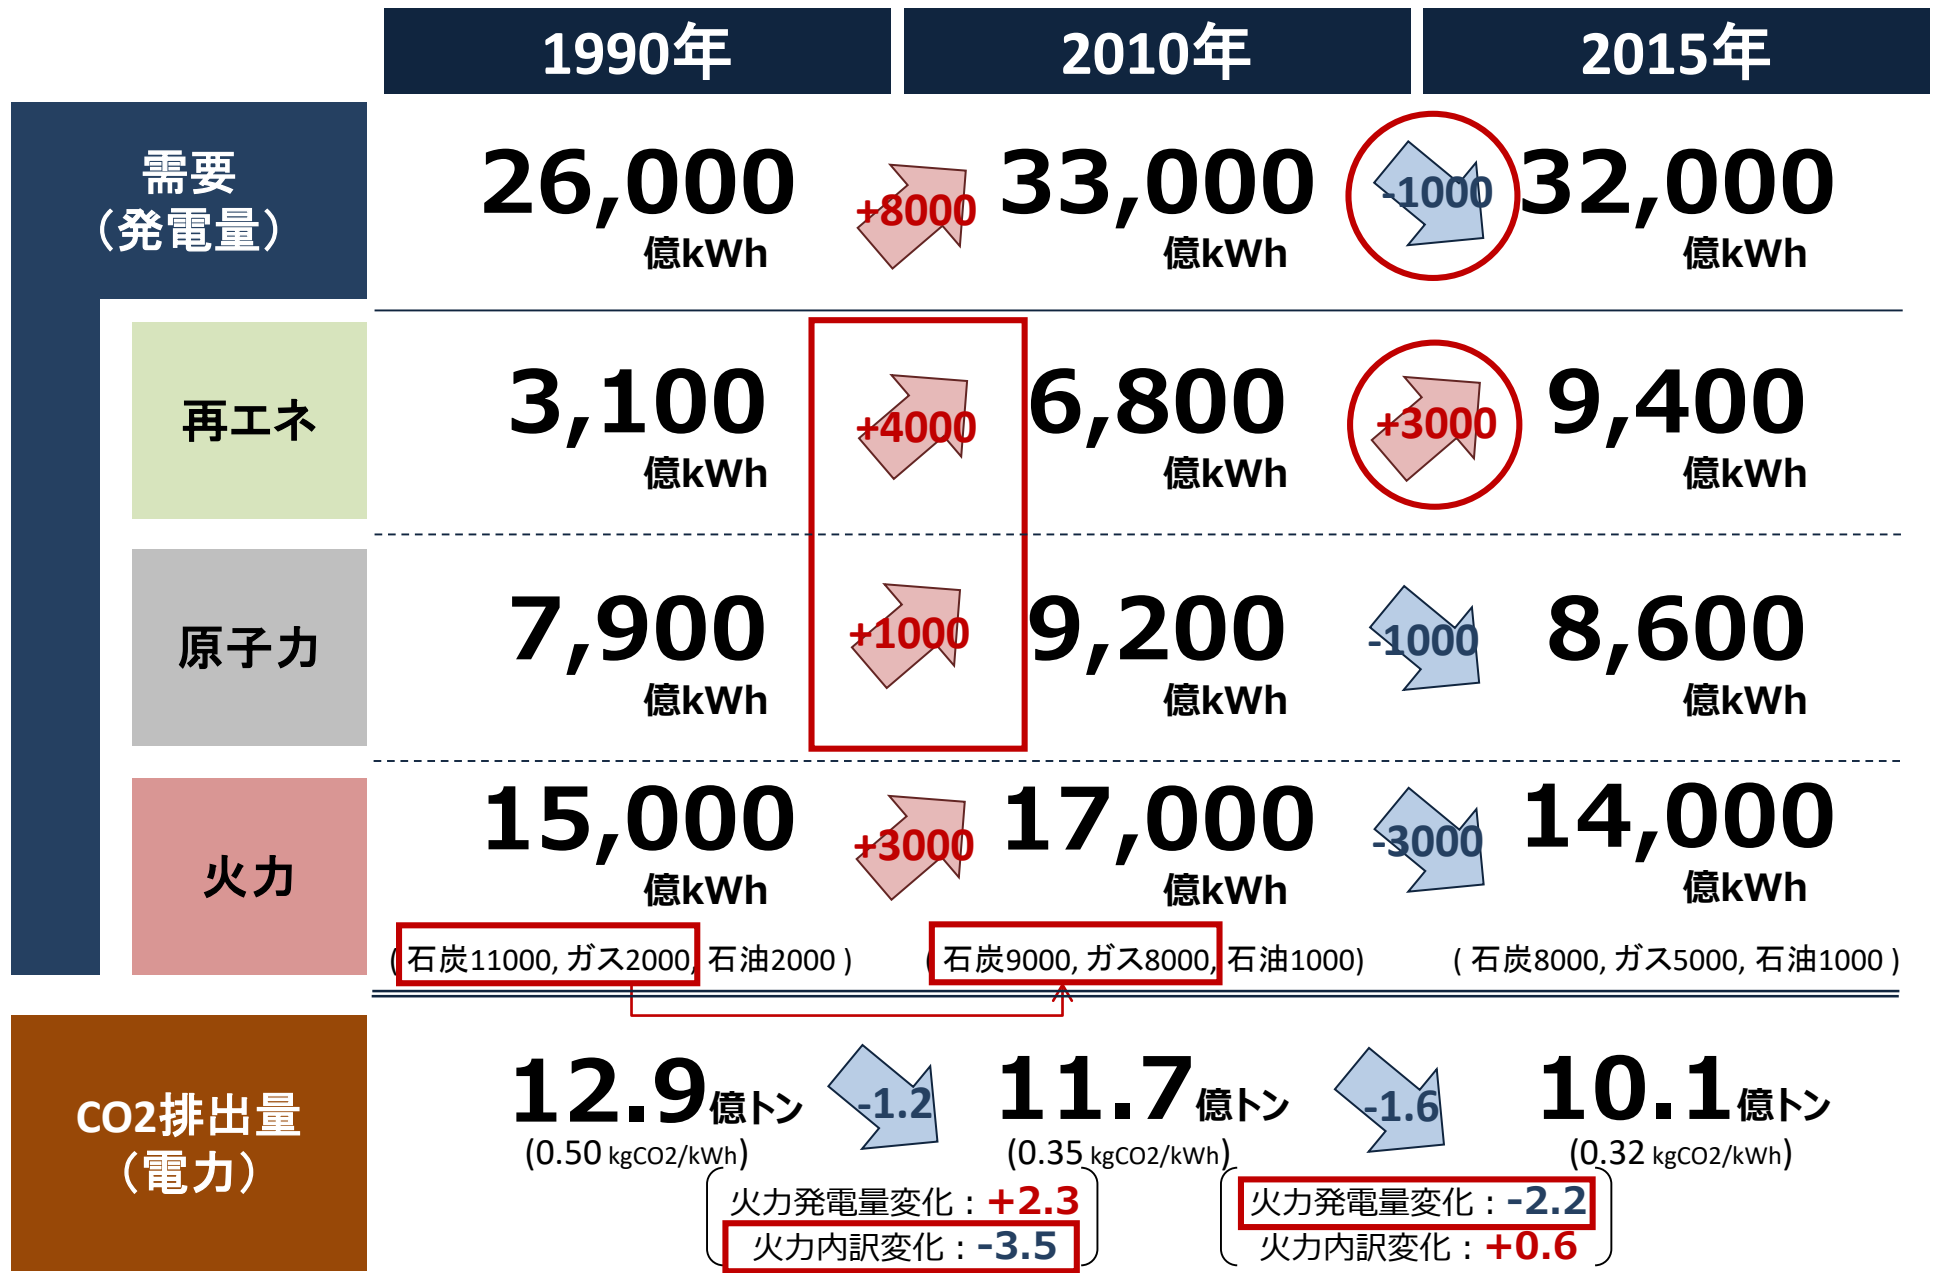 1990年
2010年
2015年
需要
（発電量）
26,000
億kWh
+8000
33,000
億kWh
-1000
32,000
億kWh
再エネ
3,100
億kWh
+4000
6,800
億kWh
+3000
9,400
億kWh
原子力
7,900
億kWh
+1000
9,200
億kWh
-1000
8,600
億kWh
火力
15,000
億kWh
+3000
17,000
億kWh
-3000
14,000
億kWh
( 石炭11000, ガス2000, 石油2000 )
( 石炭9000, ガス8000, 石油1000)
( 石炭8000, ガス5000, 石油1000 )
CO2排出量
（電力）
12.9億トン
(0.50 kgCO2/kWh)
-1.2
11.7億トン
(0.35 kgCO2/kWh)
-1.6
10.1億トン
(0.32 kgCO2/kWh)
火力発電量変化：+2.3
火力内訳変化：-3.5
火力発電量変化：-2.2
火力内訳変化：+0.6